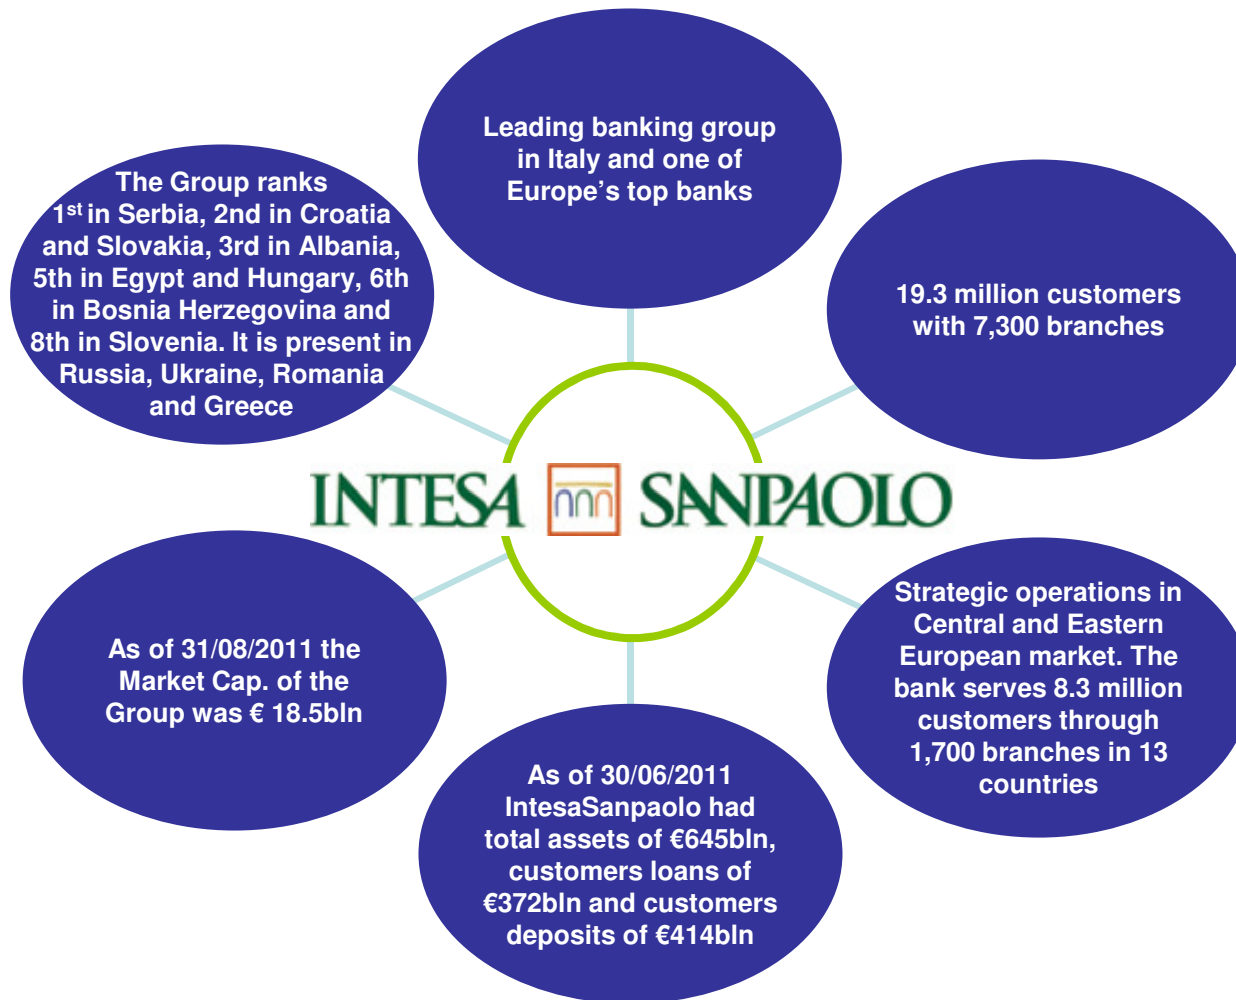 Leading banking group
in Italy and one of
Europe’s top banks
The Group ranks
1st in Serbia, 2nd in Croatia
and Slovakia, 3rd in Albania,
5th in Egypt and Hungary, 6th
in Bosnia Herzegovina and
8th in Slovenia. It is present in
Russia, Ukraine, Romania
and Greece
19.3 million customers
with 7,300 branches
INTESA SANPAOLO
As of 31/08/2011 the
Market Cap. of the
Group was € 18.5bln
Strategic operations in
Central and Eastern
European market. The
bank serves 8.3 million
customers through
1,700 branches in 13
countries
As of 30/06/2011
IntesaSanpaolo had
total assets of €645bln,
customers loans of
€372bln and customers
deposits of €414bln